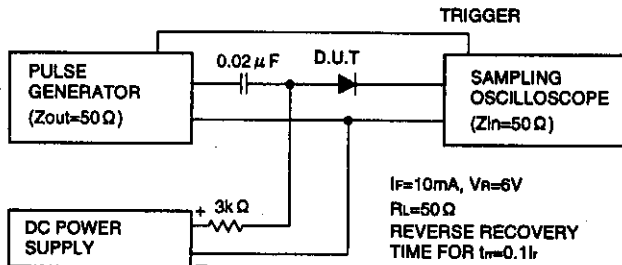 TRIGGER
0.02μF
D.U.T
PULSE
GENERATOR
(Zout=50Ω)
SAMPLING
OSCILLOSCOPE
(ZIn=50Ω)
+ 3kΩ
DC POWER
SUPPLY
IF=10mA, VR=6V
RL=50Ω
REVERSE RECOVERY
TIME FOR trr=0.1Ir